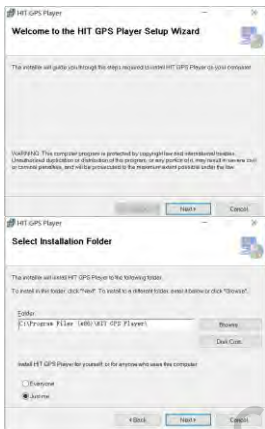 HIT GPS Player
Welcome to the HIT GPS Player Setup Wizard
The installer will guide you through the steps required to install HIT GPS Player on your computer.
WARNING: This computer program is protected by copyright law and international treaties.
Unauthorized duplication or distribution of this program, or any portion of it, may result in severe civil
or criminal penalties, and will be prosecuted to the maximum extent possible under the law.
Next >
Cancel
HIT GPS Player
Select Installation Folder
The installer will install HIT GPS Player to the following folder.
To install in this folder, click "Next". To install to a different folder, enter it below or click "Browse".
Folder:
C:\Program Files (x86)\HIT GPS Player\
Browse...
Disk Cost...
Install HIT GPS Player for yourself, or for anyone who uses this computer:
Everyone
Just me
< Back
Next >
Cancel